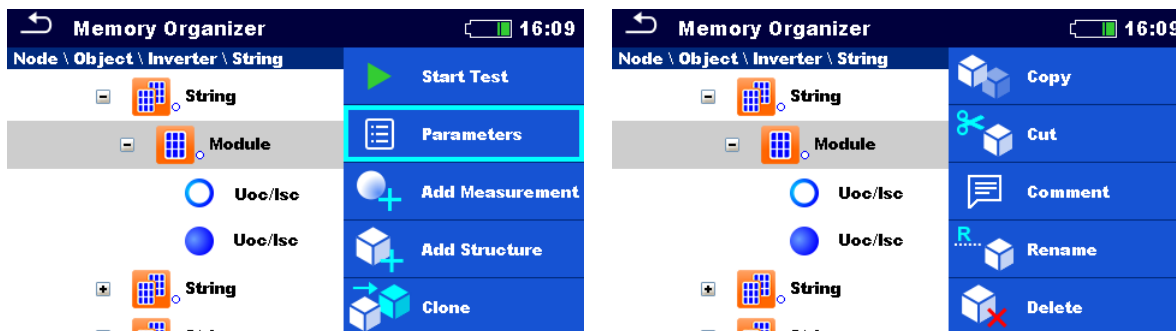 Memory Organizer 16:09
Node \ Object \ Inverter \ String
String
Module
Uoc/Isc
Uoc/Isc
String
Start Test
Parameters
Add Measurement
Add Structure
Clone
Memory Organizer 16:09
Node \ Object \ Inverter \ String
String
Module
Uoc/Isc
Uoc/Isc
String
Copy
Cut
Comment
R
Rename
Delete